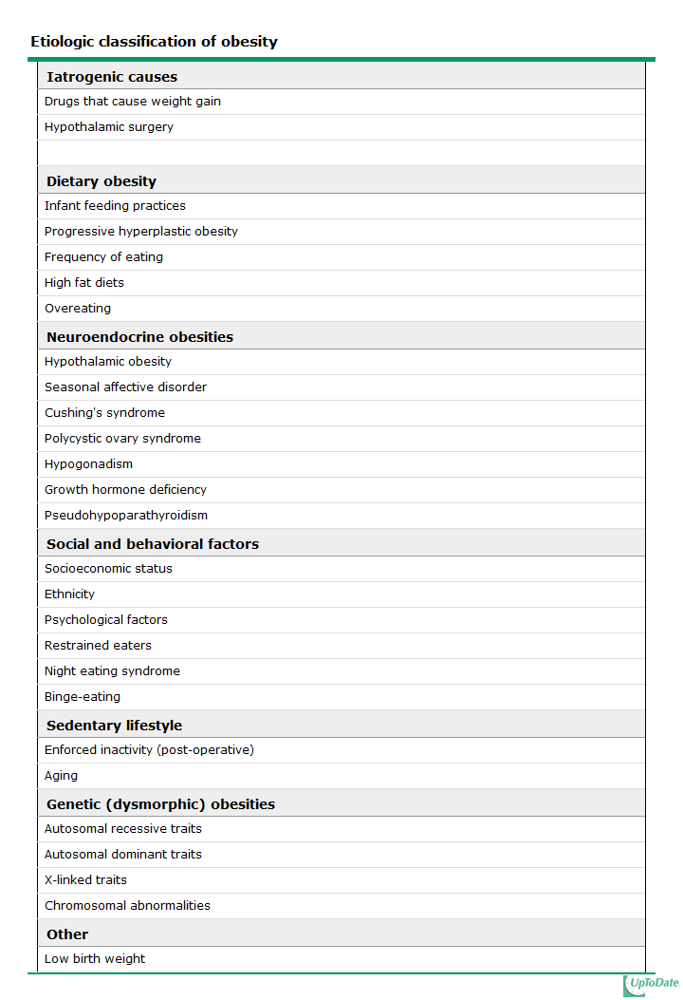 Etiologic classification of obesity
Iatrogenic causes
Drugs that cause weight gain
Hypothalamic surgery
Dietary obesity
Infant feeding practices
Progressive hyperplastic obesity
Frequency of eating
High fat diets
Overeating
Neuroendocrine obesities
Hypothalamic obesity
Seasonal affective disorder
Cushing's syndrome
Polycystic ovary syndrome
Hypogonadism
Growth hormone deficiency
Pseudohypoparathyroidism
Social and behavioral factors
Socioeconomic status
Ethnicity
Psychological factors
Restrained eaters
Night eating syndrome
Binge-eating
Sedentary lifestyle
Enforced inactivity (post-operative)
Aging
Genetic (dysmorphic) obesities
Autosomal recessive traits
Autosomal dominant traits
X-linked traits
Chromosomal abnormalities
Other
Low birth weight
UpToDate